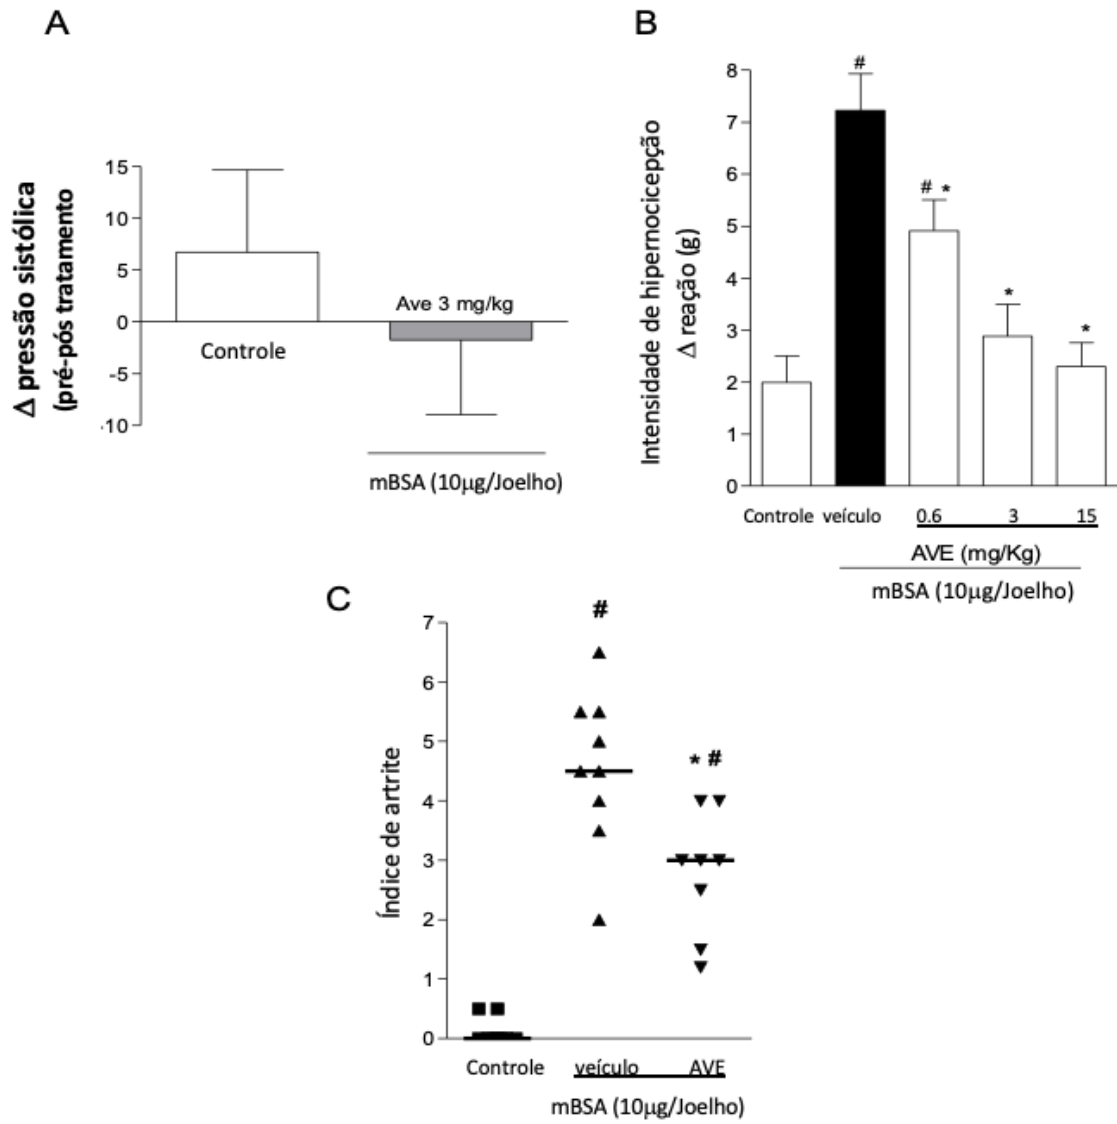 A
Δ pressão sistólica
(pré-pós tratamento
15
10
5
0
-5
-10
Controle
Ave 3 mg/kg
mBSA (10µg/Joelho)
B
Intensidade de hipernocicepção
Δ reação (g)
8
7
6
5
4
3
2
1
0
#
# *
*
*
Controle veículo 0.6 3 15
AVE (mg/Kg)
mBSA (10µg/Joelho)
C
Índice de artrite
7
6
5
4
3
2
1
0
#
* #
Controle veículo AVE
mBSA (10µg/Joelho)